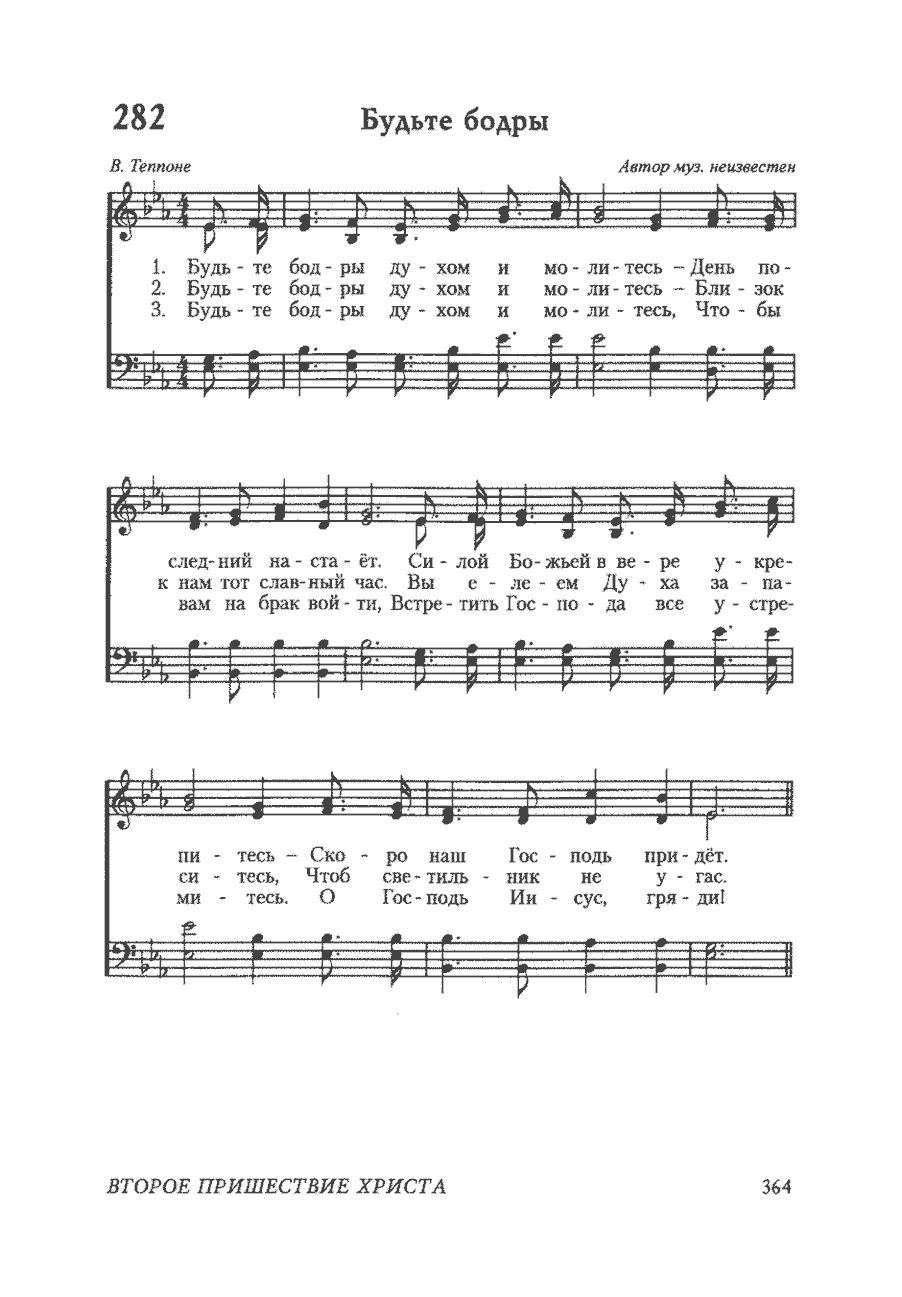 282
Будьте бодры
В. Теппоне
Автор муз. неизвестен
1. Будь - те бод - ры ду - хом и мо - ли - тесь – День по -
2. Будь - те бод - ры ду - хом и мо - ли - тесь – Бли - зок
3. Будь - те бод - ры ду - хом и мо - ли - тесь, Что - бы
след - ний на - ста - ёт. Си - лой Бо - жьей в ве - ре у - кре -
к нам тот слав - ный час. Вы е - ле - ем Ду - ха за - па -
вам на брак вой - ти, Встре - тить Гос - по - да все у - стре -
пи - тесь – Ско - ро наш Гос - подь при - дёт.
си - тесь, Чтоб све - тиль - ник не у - гас.
ми - тесь. О Гос - подь Ии - сус, гря - ди!
ВТОРОЕ ПРИШЕСТВИЕ ХРИСТА
364